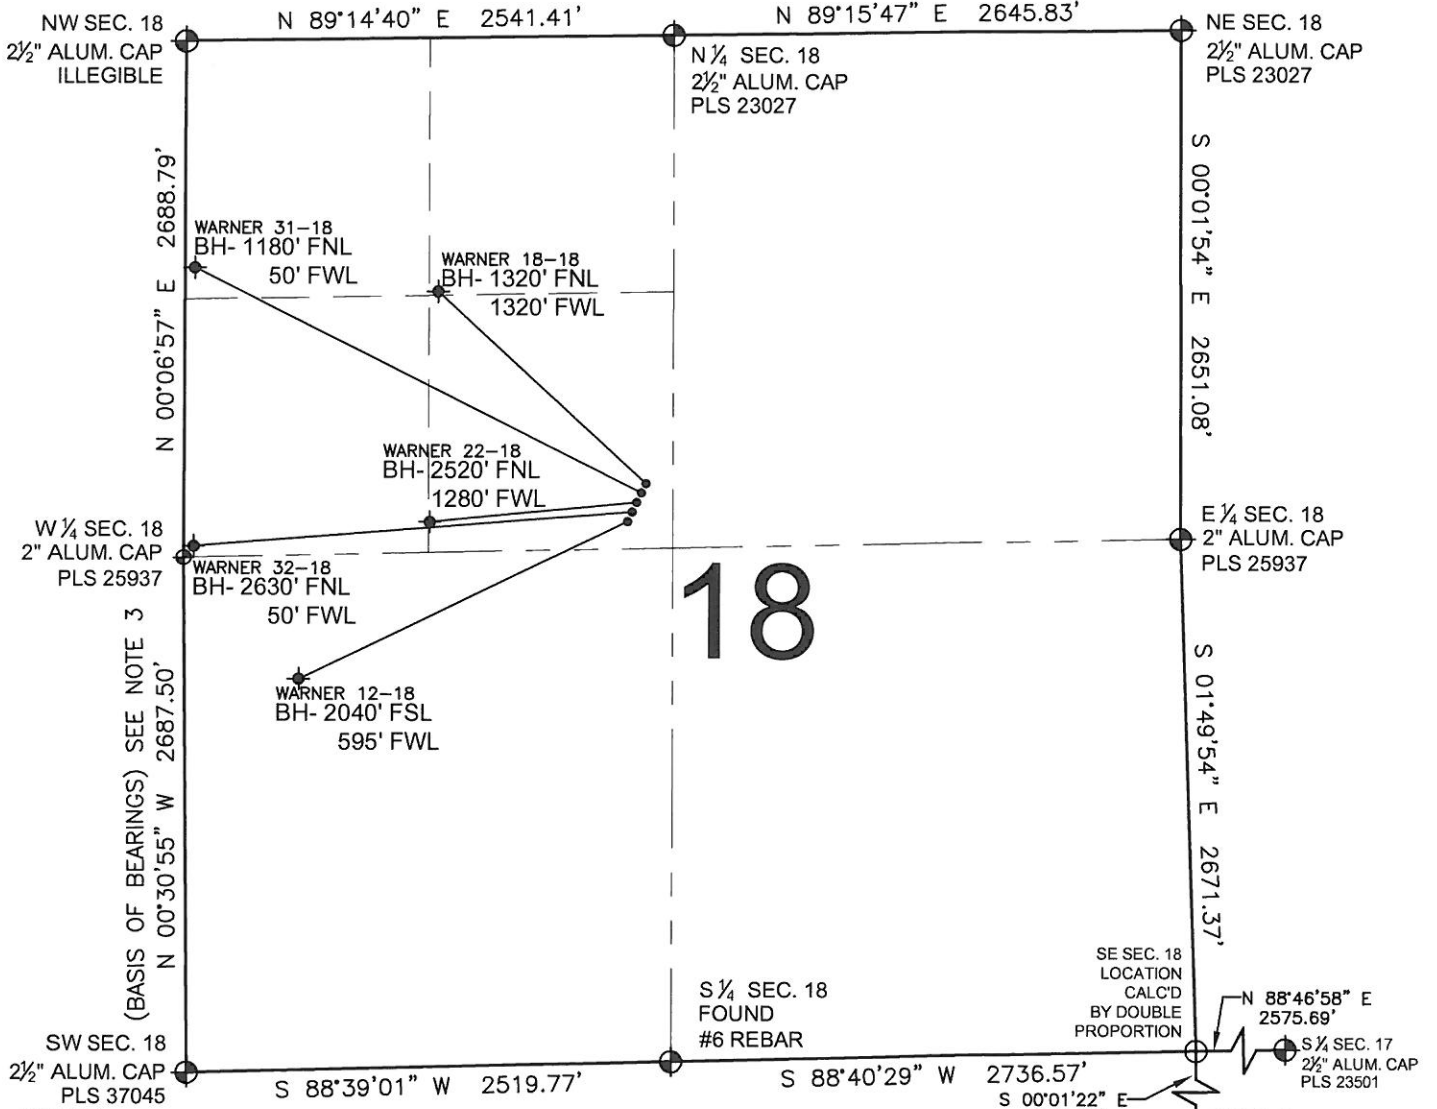 N 89°14'40" E 2541.41'
N 89°15'47" E 2645.83'
NW SEC. 18
2½" ALUM. CAP
ILLEGIBLE
N ¼ SEC. 18
2½" ALUM. CAP
PLS 23027
NE SEC. 18
2½" ALUM. CAP
PLS 23027
N 00°06'57" E 2688.79'
S 00°01'54" E 2651.08'
WARNER 31-18
BH- 1180' FNL
50' FWL
WARNER 18-18
BH- 1320' FNL
1320' FWL
WARNER 22-18
BH- 2520' FNL
1280' FWL
W ¼ SEC. 18
2" ALUM. CAP
PLS 25937
WARNER 32-18
BH- 2630' FNL
50' FWL
E ¼ SEC. 18
2" ALUM. CAP
PLS 25937
18
WARNER 12-18
BH- 2040' FSL
595' FWL
(BASIS OF BEARINGS) SEE NOTE 3
N 00°30'55" W 2687.50'
S 01°49'54" E 2671.37'
SW SEC. 18
2½" ALUM. CAP
PLS 37045
S ¼ SEC. 18
FOUND
#6 REBAR
SE SEC. 18
LOCATION
CALC'D
BY DOUBLE
PROPORTION
N 88°46'58" E
2575.69'
S ¼ SEC. 17
2½" ALUM. CAP
PLS 23501
S 88°39'01" W 2519.77'
S 88°40'29" W 2736.57'
S 00°01'22" E